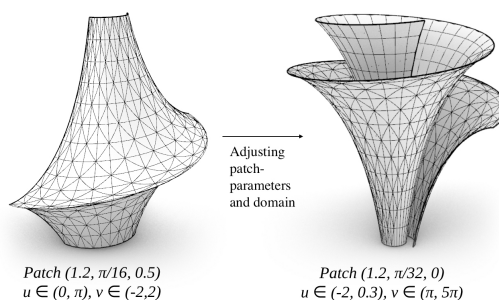 Adjusting
patch-
parameters
and domain
Patch (1.2, π/16, 0.5)
u ∈ (0, π), v ∈ (-2,2)
Patch (1.2, π/32, 0)
u ∈ (-2, 0.3), v ∈ (π, 5π)